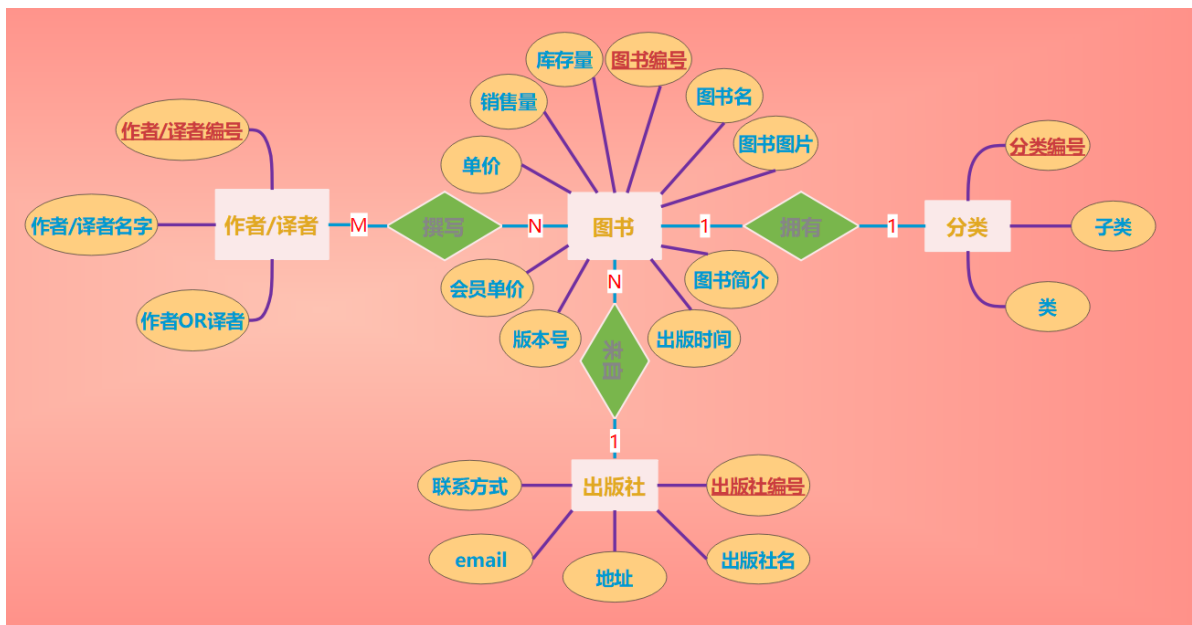 库存量
图书编号
销售量
图书名
作者/译者编号
图书图片
分类编号
单价
作者/译者名字
作者/译者
M
撰写
N
图书
1
拥有
1
分类
子类
会员单价
N
图书简介
作者OR译者
版本号
出版时间
类
来自
1
联系方式
出版社
出版社编号
email
地址
出版社名